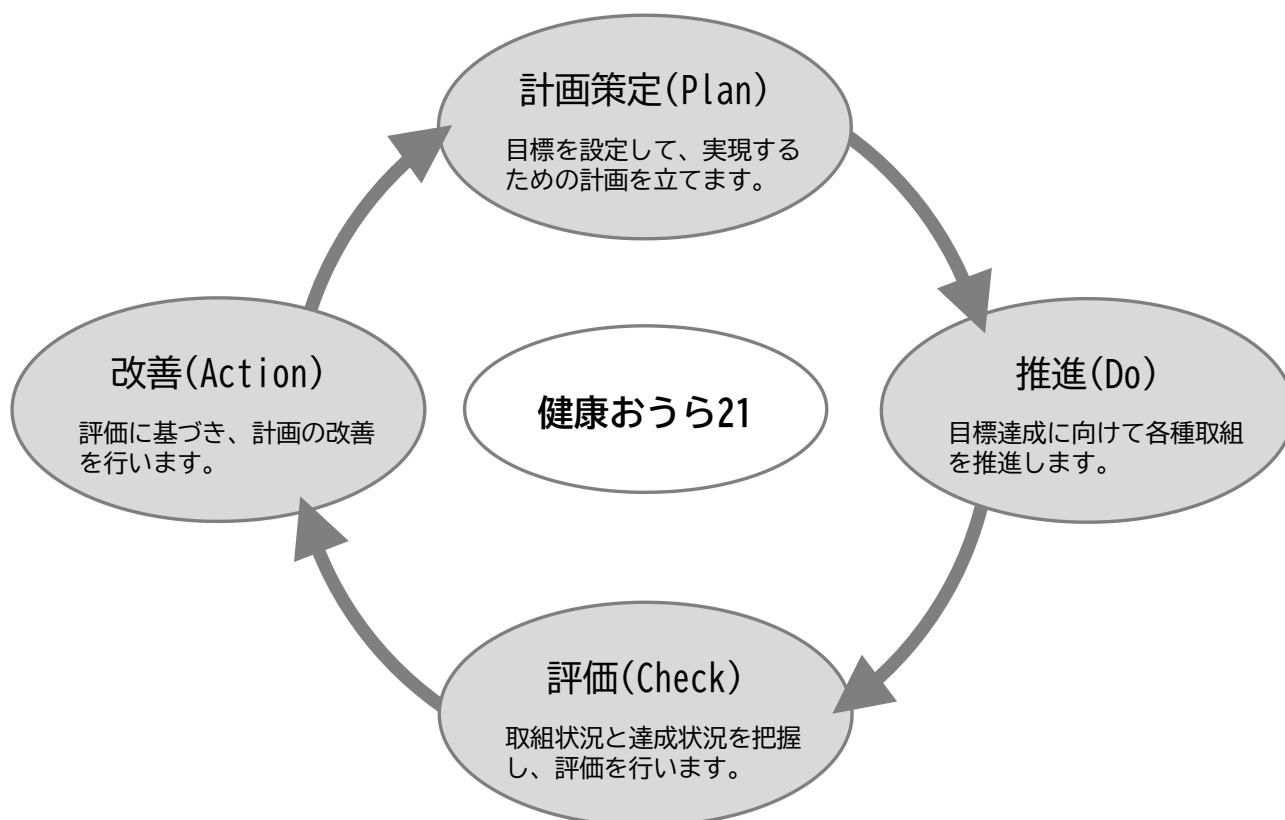 計画策定(Plan)
目標を設定して、実現する
ための計画を立てます。
改善(Action)
評価に基づき、計画の改善
を行います。
健康おうら21
推進(Do)
目標達成に向けて各種取組
を推進します。
評価(Check)
取組状況と達成状況を把握
し、評価を行います。